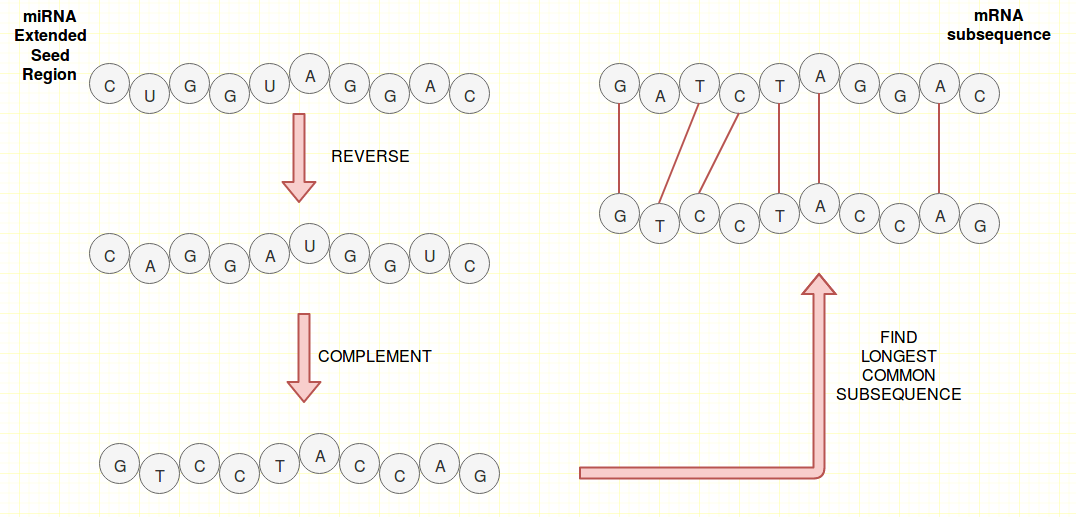 miRNA
Extended
Seed
Region
mRNA
subsequence
C U G G U A G G A C
G A T C T A G G A C
REVERSE
G T C C T A C C A G
C A G G A U G G U C
FIND
LONGEST
COMMON
SUBSEQUENCE
COMPLEMENT
G T C C T A C C A G